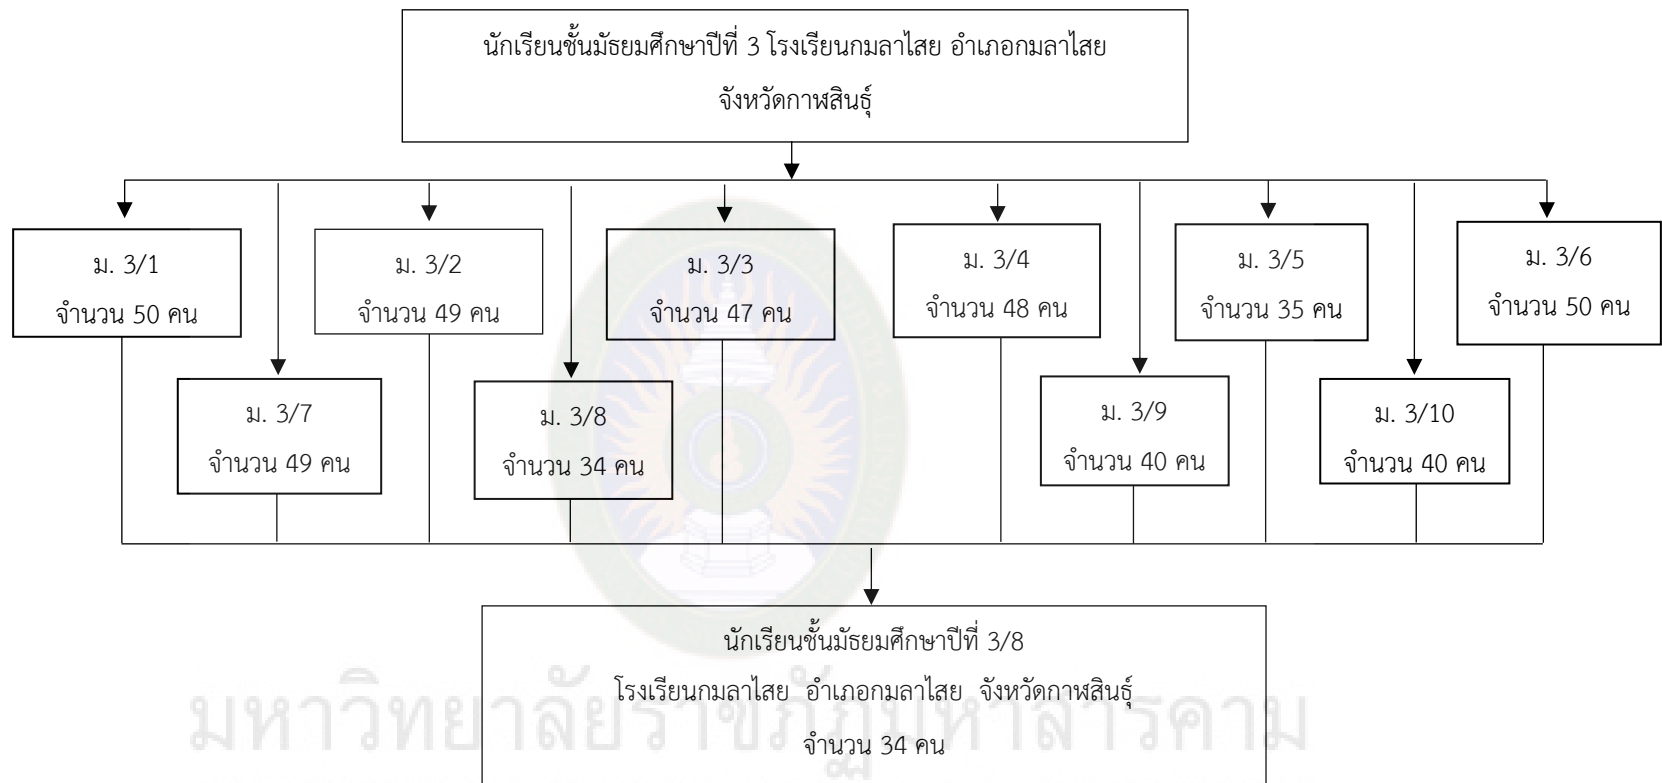 นักเรียนชั้นมัธยมศึกษาปีที่ 3 โรงเรียนกมลาไสย อำเภอกมลาไสย
จังหวัดกาฬสินธุ์
ม. 3/1
จำนวน 50 คน
ม. 3/2
จำนวน 49 คน
ม. 3/3
จำนวน 47 คน
ม. 3/4
จำนวน 48 คน
ม. 3/5
จำนวน 35 คน
ม. 3/6
จำนวน 50 คน
ม. 3/7
จำนวน 49 คน
ม. 3/8
จำนวน 34 คน
ม. 3/9
จำนวน 40 คน
ม. 3/10
จำนวน 40 คน
นักเรียนชั้นมัธยมศึกษาปีที่ 3/8
โรงเรียนกมลาไสย อำเภอกมลาไสย จังหวัดกาฬสินธุ์
จำนวน 34 คน
มหาวิทยาลัยราชภัฏมหาสารคาม